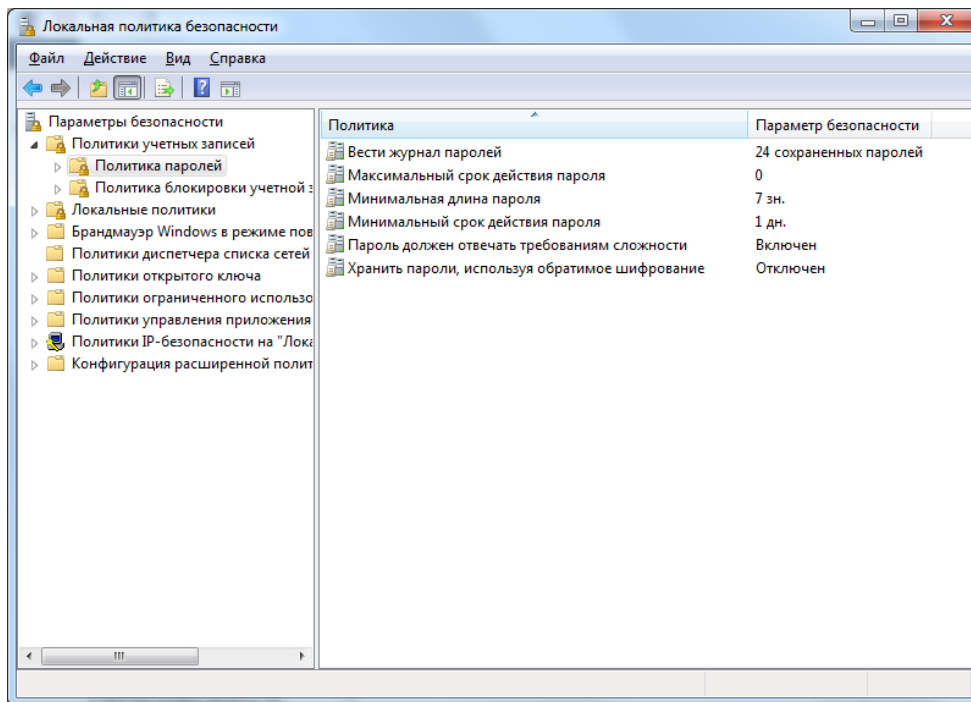 Локальная политика безопасности
Файл Действие Вид Справка
Параметры безопасности
Политики учетных записей
Политика паролей
Политика блокировки учетной з
Локальные политики
Брандмауэр Windows в режиме пов
Политики диспетчера списка сетей
Политики открытого ключа
Политики ограниченного использо
Политики управления приложения
Политики IP-безопасности на "Лока
Конфигурация расширенной полит
Политика Параметр безопасности
Вести журнал паролей 24 сохраненных паролей
Максимальный срок действия пароля 0
Минимальная длина пароля 7 зн.
Минимальный срок действия пароля 1 дн.
Пароль должен отвечать требованиям сложности Включен
Хранить пароли, используя обратимое шифрование Отключен